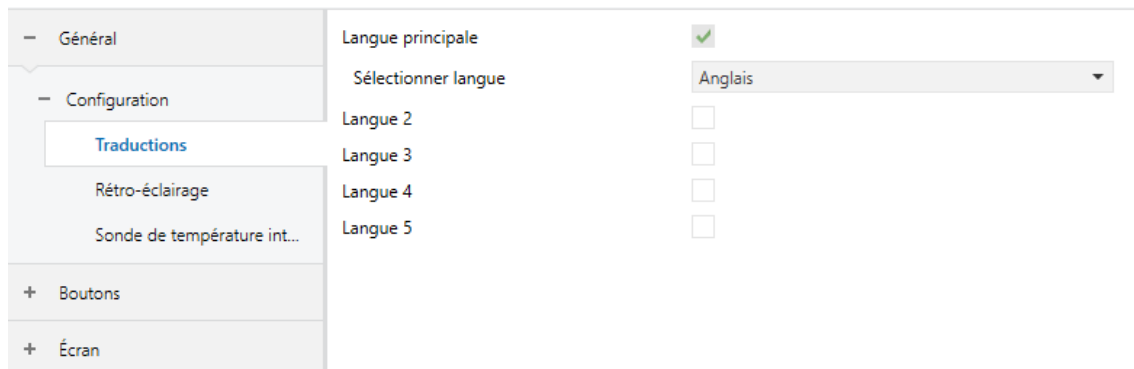 Général
Configuration
Traductions
Rétro-éclairage
Sonde de température int...
Boutons
Écran
Langue principale
Sélectionner langue
Anglais
Langue 2
Langue 3
Langue 4
Langue 5